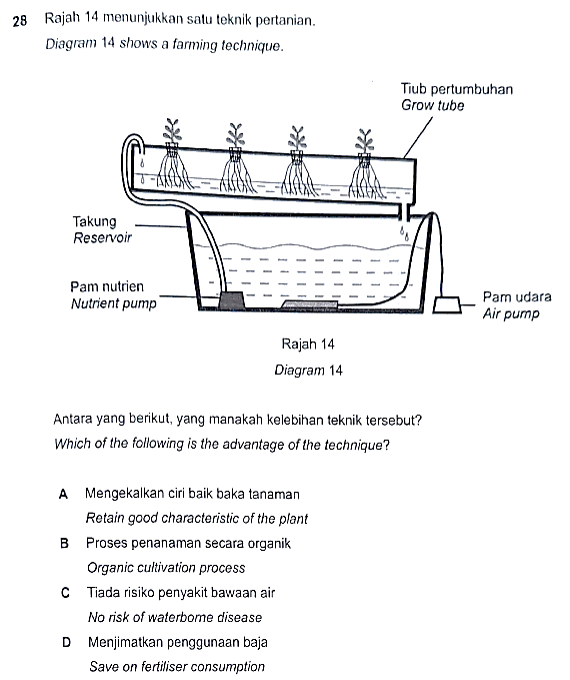 28 Rajah 14 menunjukkan satu teknik pertanian.
Diagram 14 shows a farming technique.
Tiub pertumbuhan
Grow tube
Takung
Reservoir
Pam nutrien
Nutrient pump
Pam udara
Air pump
Rajah 14
Diagram 14
Antara yang berikut, yang manakah kelebihan teknik tersebut?
Which of the following is the advantage of the technique?
A Mengekalkan ciri baik baka tanaman
Retain good characteristic of the plant
B Proses penanaman secara organik
Organic cultivation process
C Tiada risiko penyakit bawaan air
No risk of waterborne disease
D Menjimatkan penggunaan baja
Save on fertiliser consumption